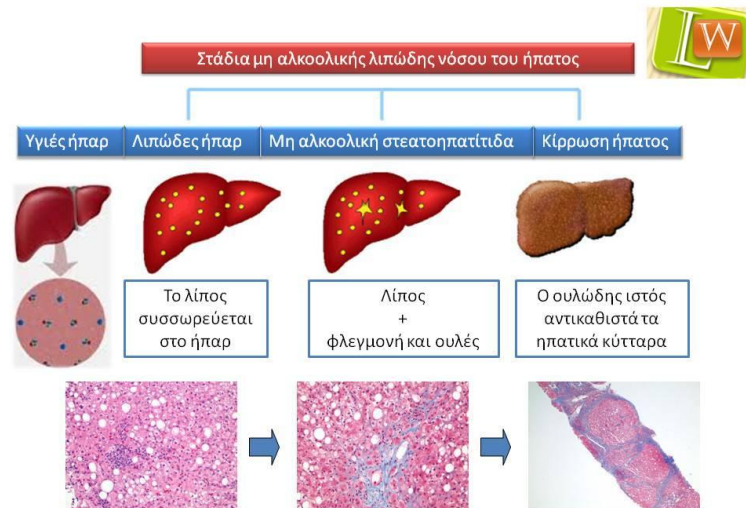 Στάδια μη αλκοολικής λιπώδης νόσου του ήπατος
LW
Υγιές ήπαρ
Λιπώδες ήπαρ
Μη αλκοολική στεατοηπατίτιδα
Κίρρωση ήπατος
Το λίπος
συσσωρεύεται
στο ήπαρ
Λίπος
+
φλεγμονή και ουλές
Ο ουλώδης ιστός
αντικαθιστά τα
ηπατικά κύτταρα